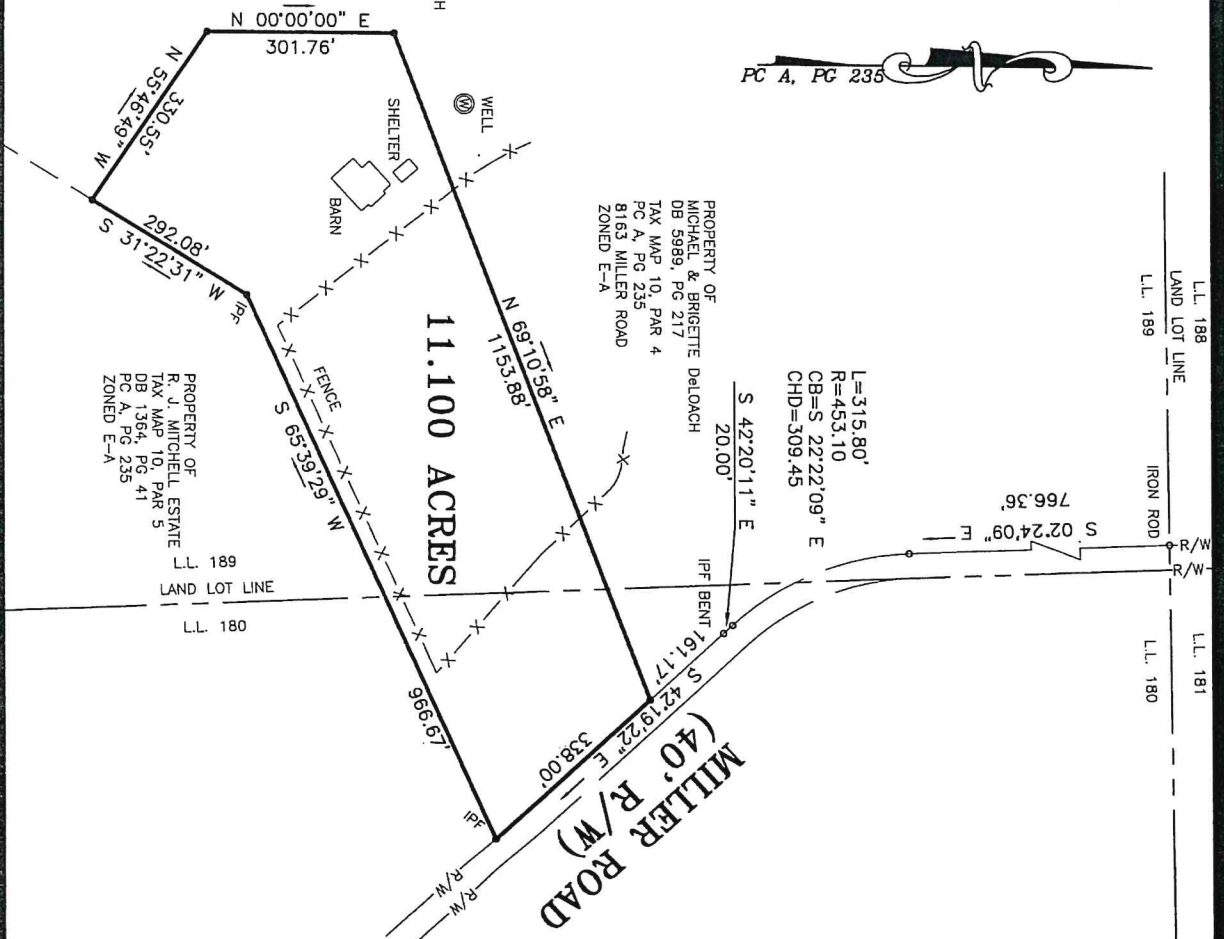 H
N 00°00'00" E
301.76'
N 55°46'49" W
330.55'
292.08'
S 31°22'31" W
IPF
WELL
W
SHELTER
BARN
FENCE
N 69°10'58" E
1153.88'
11.100 ACRES
S 65°39'29" W
966.67'
IPF
PC A, PG 235
PROPERTY OF
MICHAEL & BRIGETTE DeLOACH
DB 5989, PG 217
TAX MAP 10, PAR 4
PC A, PG 235
8163 MILLER ROAD
ZONED E-A
L=315.80'
R=453.10
CB=S 22°22'09" E
CHD=309.45
S 42°20'11" E
20.00'
IPF BENT
161.17'
S 42°19'22" E
338.00'
MILLER ROAD
(40' R/W)
R/W
R/W
S 02°24'09" E
766.36'
IRON ROD
R/W
R/W
L.L. 188
LAND LOT LINE
L.L. 189
L.L. 181
L.L. 180
PROPERTY OF
R. J. MITCHELL ESTATE
TAX MAP 10, PAR 5
DB 1364, PG 41
PC A, PG 235
ZONED E-A
L.L. 189
LAND LOT LINE
L.L. 180